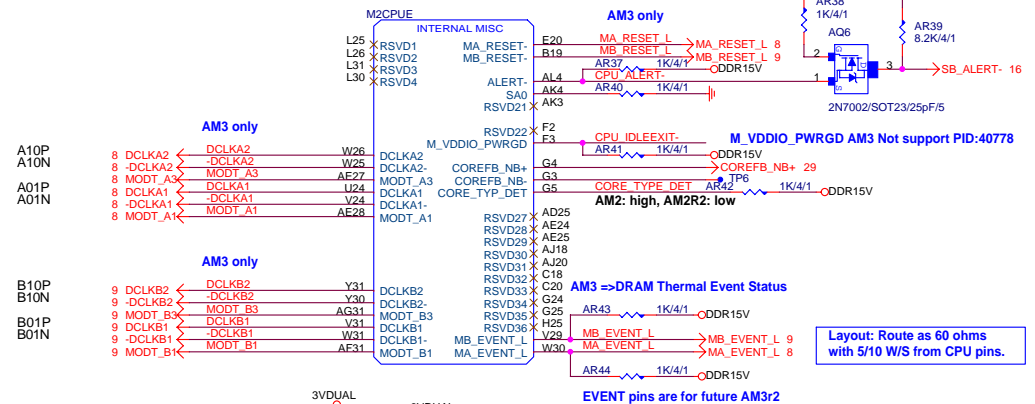 AR38
1K/4/1
AR39
8.2K/4/1
AQ6
2
G
D
S
1
3
SB_ALERT- 16
2N7002/SOT23/25pF/5
M2CPUE
INTERNAL MISC
AM3 only
L25 RSVD1
L26 RSVD2
L31 RSVD3
L30 RSVD4
MA_RESET- E20 MA_RESET_L MA_RESET_L 8
MB_RESET- B19 MB_RESET_L MB_RESET_L 9
AR37 1K/4/1 DDR15V
ALERT- AL4 CPU_ALERT-
SA0 AK4 AR40 1K/4/1
RSVD21 AK3
RSVD22 F2
M_VDDIO_PWRGD F3 CPU_IDLEEXIT- M_VDDIO_PWRGD AM3 Not support PID:40778
AR41 1K/4/1 DDR15V
COREFB_NB+ G4 COREFB_NB+ 29
COREFB_NB- G3 TP6
CORE_TYP_DET G5 CORE_TYPE_DET AR42 1K/4/1 DDR15V
AM2: high, AM2R2: low
AM3 only
A10P 8 DCLKA2 DCLKA2 W26 DCLKA2
A10N 8 -DCLKA2 -DCLKA2 W25 DCLKA2-
8 MODT_A3 MODT_A3 AE27 MODT_A3
A01P 8 DCLKA1 DCLKA1 U24 DCLKA1
A01N 8 -DCLKA1 -DCLKA1 V24 DCLKA1-
8 MODT_A1 MODT_A1 AE28 MODT_A1
RSVD27 AD25
RSVD28 AE24
RSVD29 AE25
RSVD30 AJ18
RSVD31 AJ20
RSVD32 C18
RSVD33 C20
RSVD34 G24
RSVD35 G25
RSVD36 H25
AM3 only
B10P 9 DCLKB2 DCLKB2 Y31 DCLKB2
B10N 9 -DCLKB2 -DCLKB2 Y30 DCLKB2-
9 MODT_B3 MODT_B3 AG31 MODT_B3
B01P 9 DCLKB1 DCLKB1 V31 DCLKB1
B01N 9 -DCLKB1 -DCLKB1 W31 DCLKB1-
9 MODT_B1 MODT_B1 AF31 MODT_B1
AM3 =>DRAM Thermal Event Status
AR43 1K/4/1 DDR15V
MB_EVENT_L V29 MB_EVENT_L MB_EVENT_L 9
MA_EVENT_L W30 MA_EVENT_L MA_EVENT_L 8
AR44 1K/4/1 DDR15V
EVENT pins are for future AM3r2
Layout: Route as 60 ohms
with 5/10 W/S from CPU pins.
3VDUAL
3VDUAL